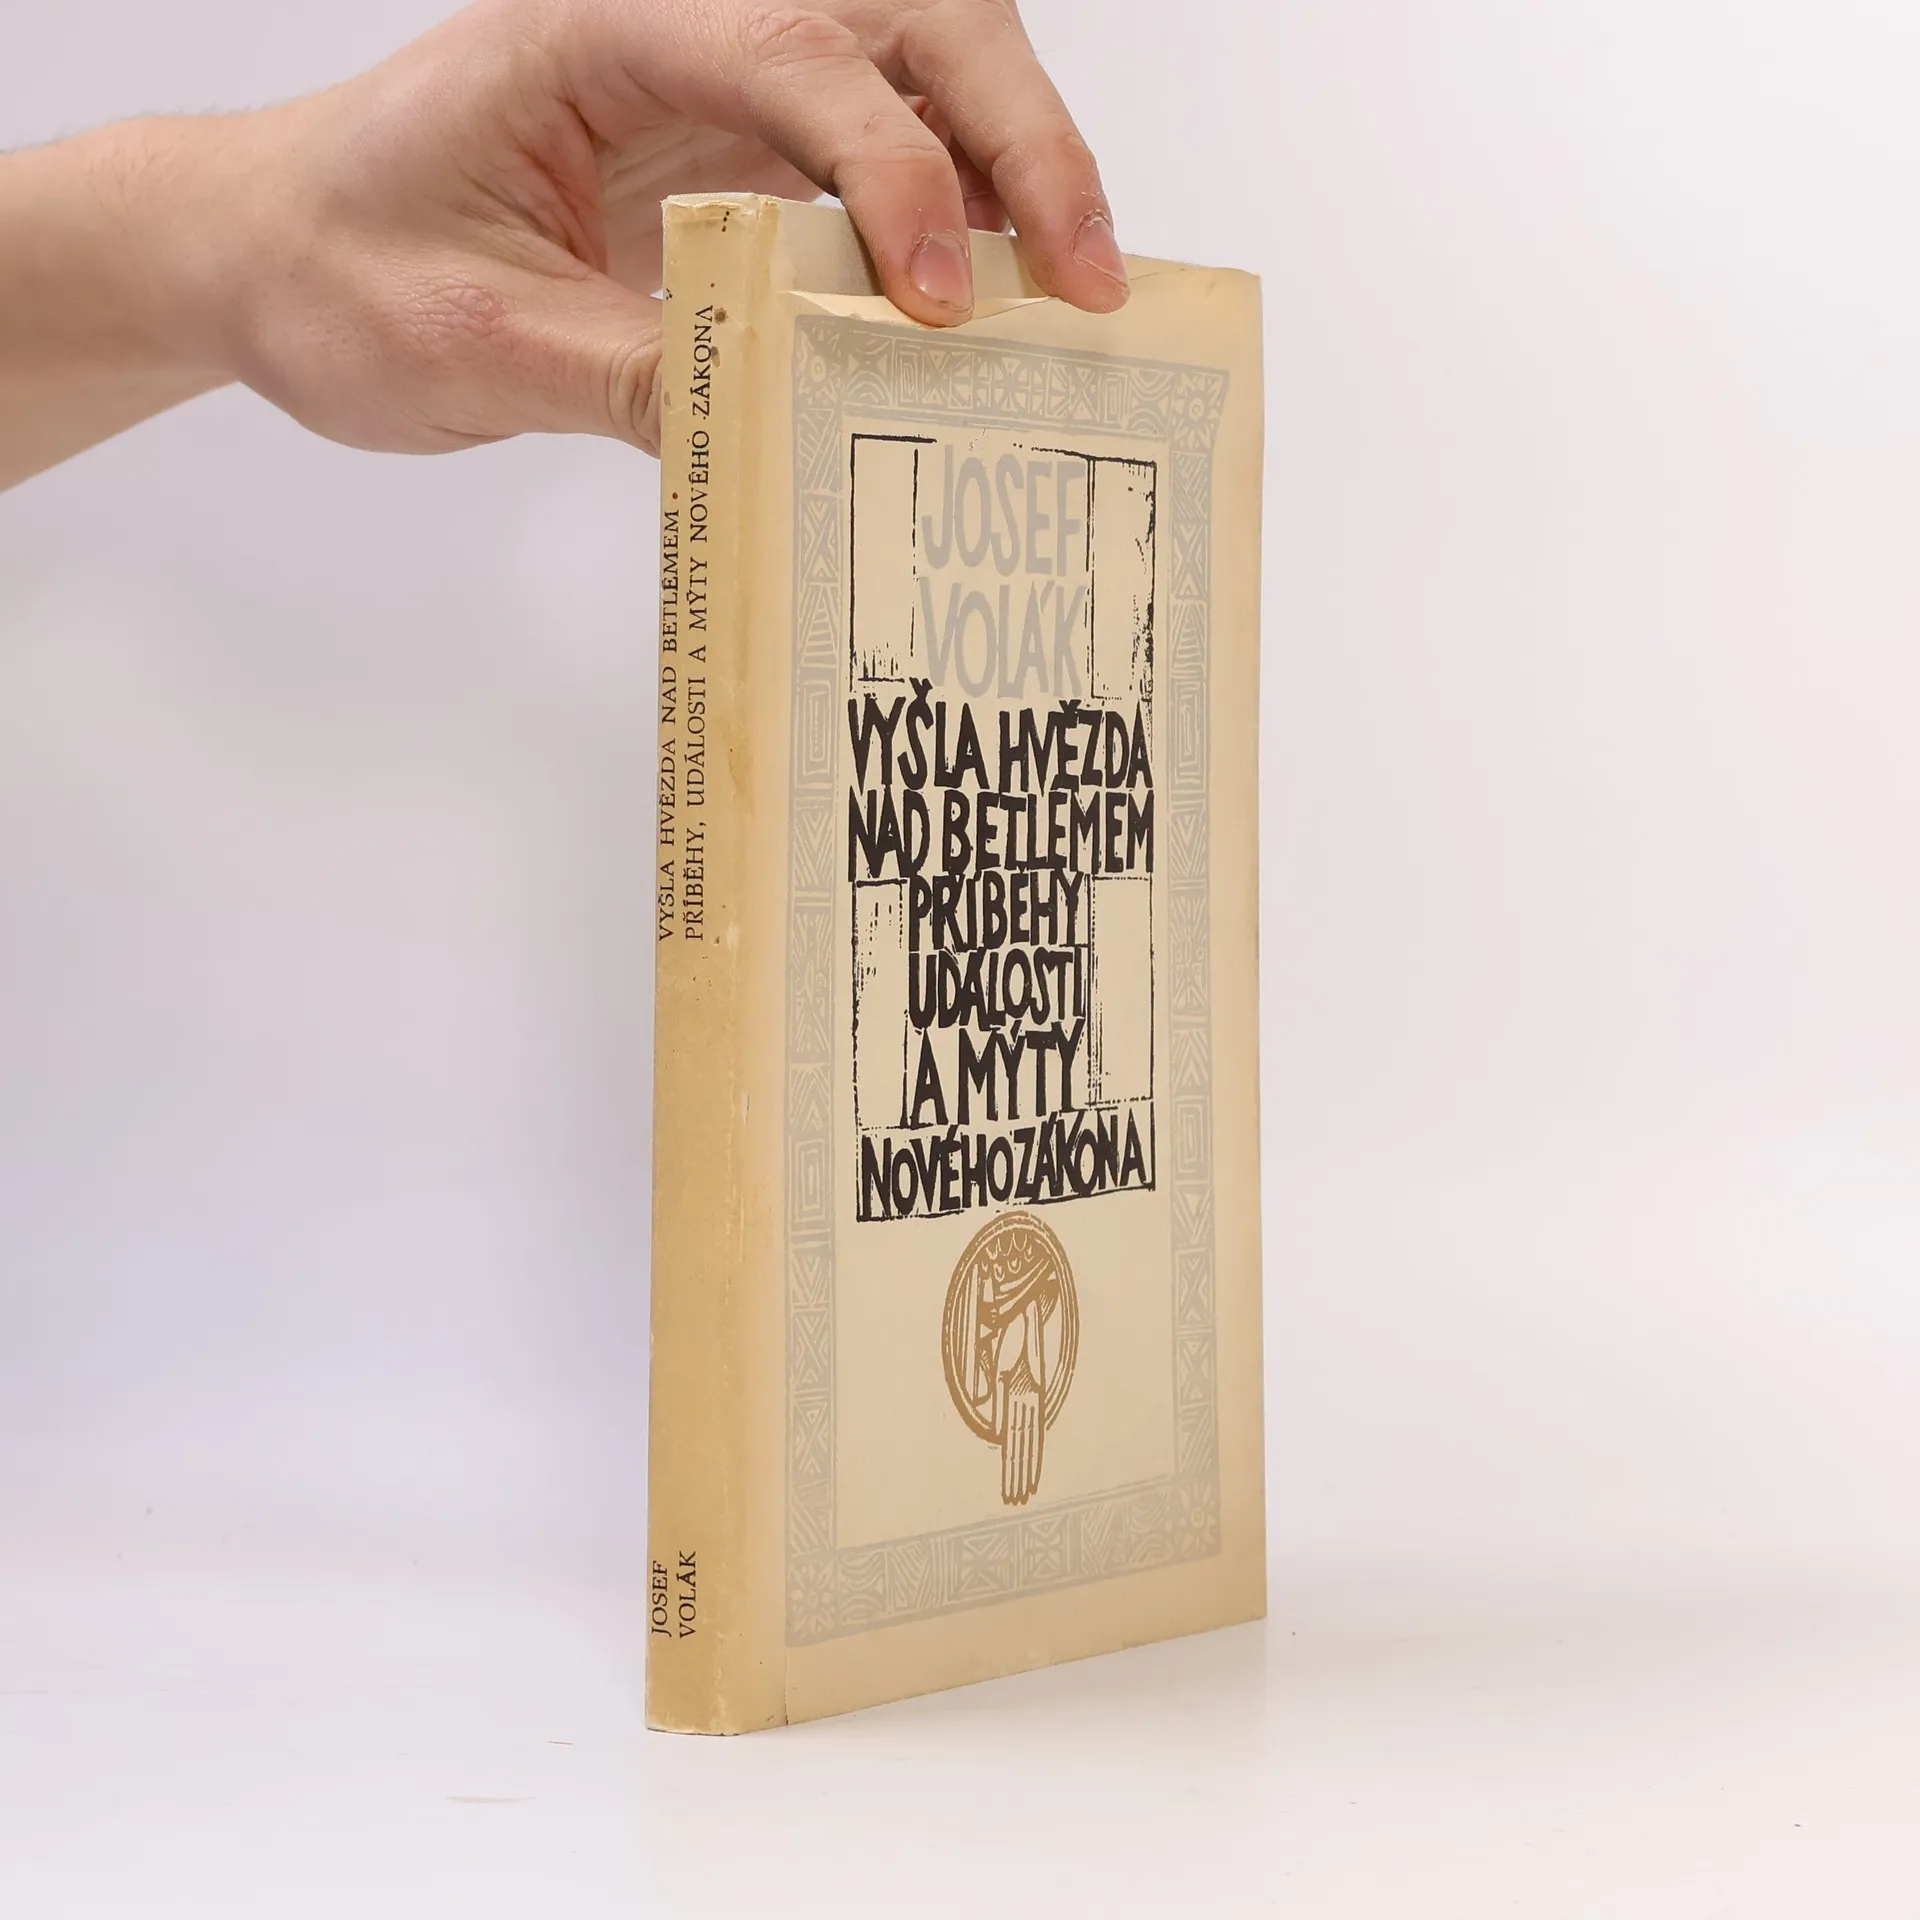 VYŠLA HVĚZDA NAD BETLÉMEM •
PŘÍBĚHY, UDÁLOSTI A MÝTY NOVÉHO ZÁKONA
JOSEF
VOLÁK
JOSEF
VOLÁK
VYŠLA HVĚZDA
NAD BETLÉMEM
PŘÍBĚHY
UDÁLOSTI
A MÝTY
NOVÉHO ZÁKONA